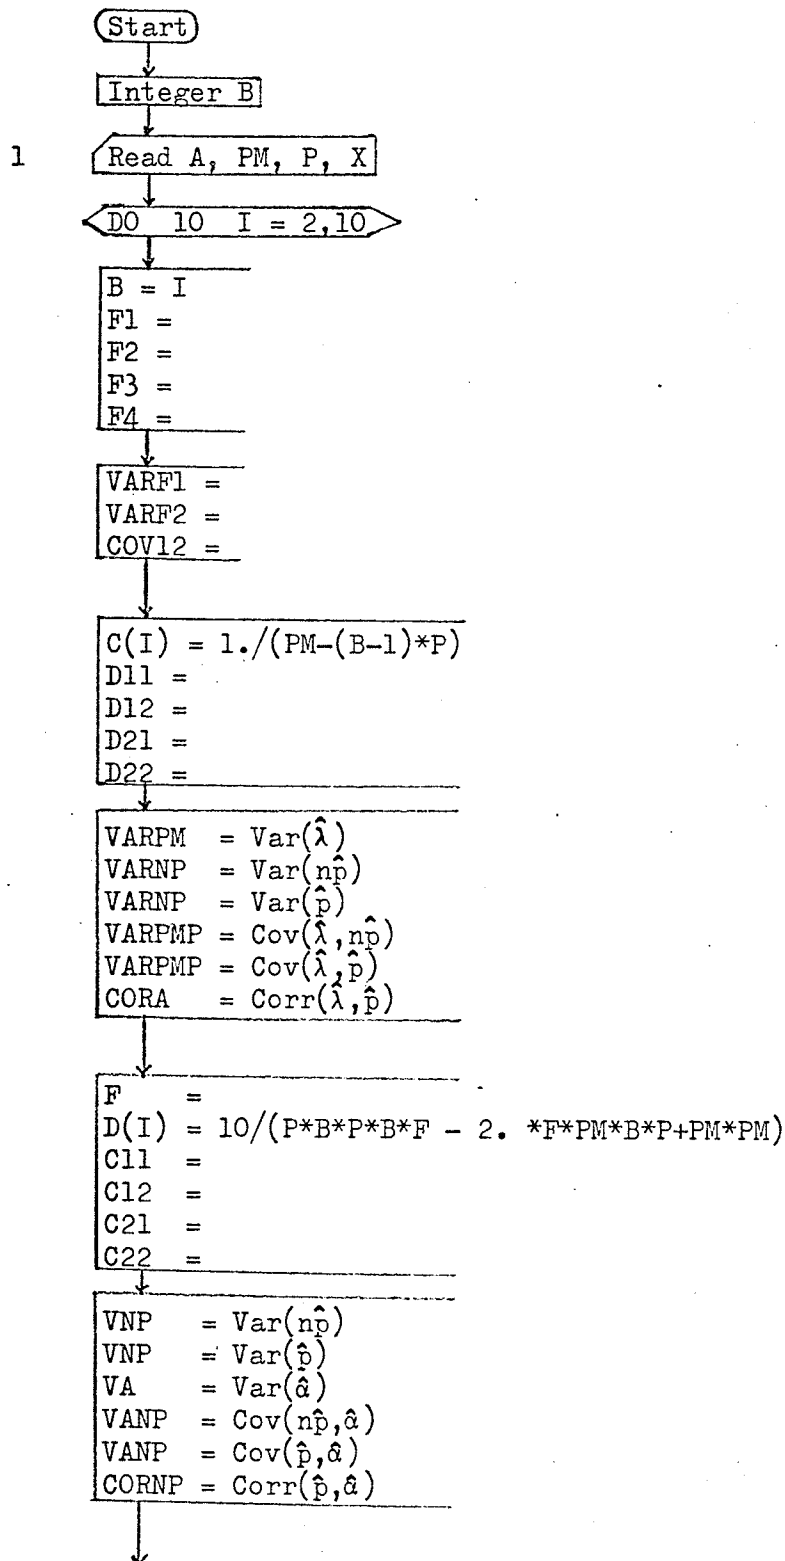 Start
Integer B
1 Read A, PM, P, X
DO 10 I = 2,10
B = I
F1 =
F2 =
F3 =
F4 =
VARF1 =
VARF2 =
COV12 =
C(I) = 1./(PM-(B-1)*P)
D11 =
D12 =
D21 =
D22 =
VARPM = Var(λ̂)
VARNP = Var(np̂)
VARNP = Var(p̂)
VARPMP = Cov(λ̂,np̂)
VARPMP = Cov(λ̂,p̂)
CORA = Corr(λ̂,p̂)
F =
D(I) = 10/(P*B*P*B*F - 2. *F*PM*B*P+PM*PM)
C11 =
C12 =
C21 =
C22 =
VNP = Var(np̂)
VNP = Var(p̂)
VA = Var(α̂)
VANP = Cov(np̂,α̂)
VANP = Cov(p̂,α̂)
CORNP = Corr(p̂,α̂)